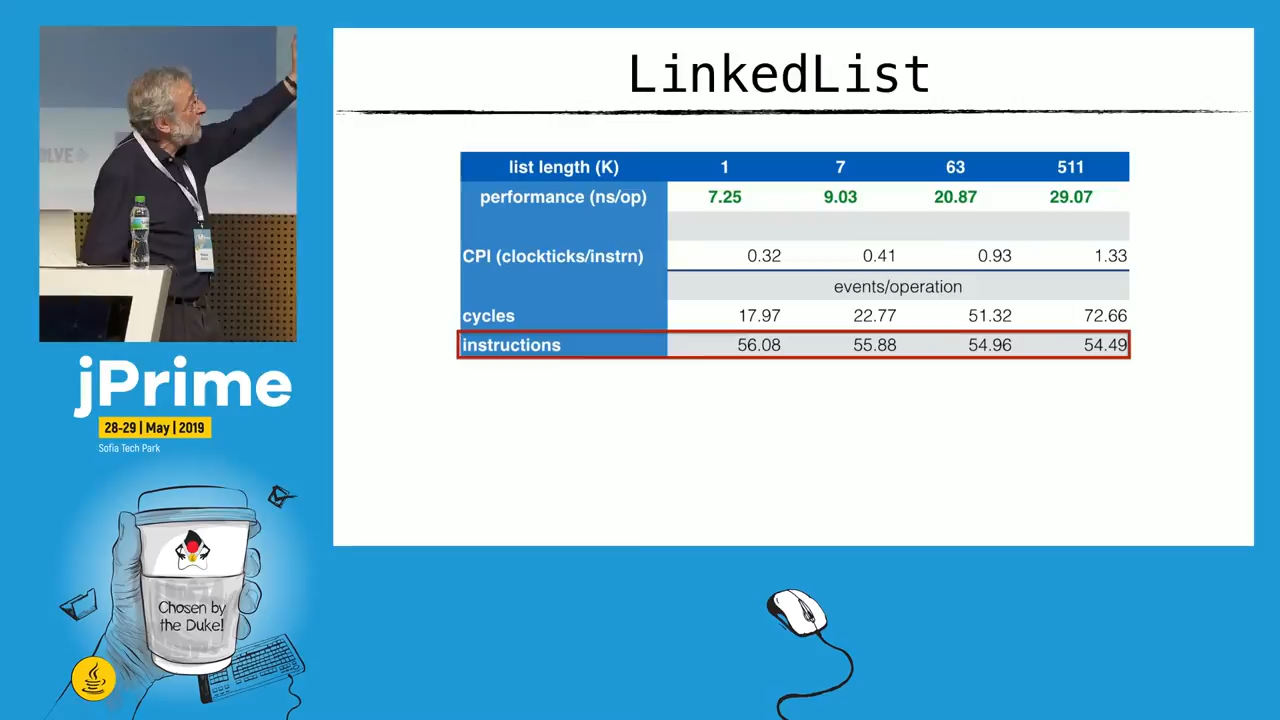 OLVE
LinkedList
list length (K) 1 7 63 511
performance (ns/op) 7.25 9.03 20.87 29.07
CPI (clockticks/instrn) 0.32 0.41 0.93 1.33
events/operation
cycles 17.97 22.77 51.32 72.66
instructions 56.08 55.88 54.96 54.49
jPrime
28-29 | May | 2019
Sofia Tech Park
Chosen by
the Duke!